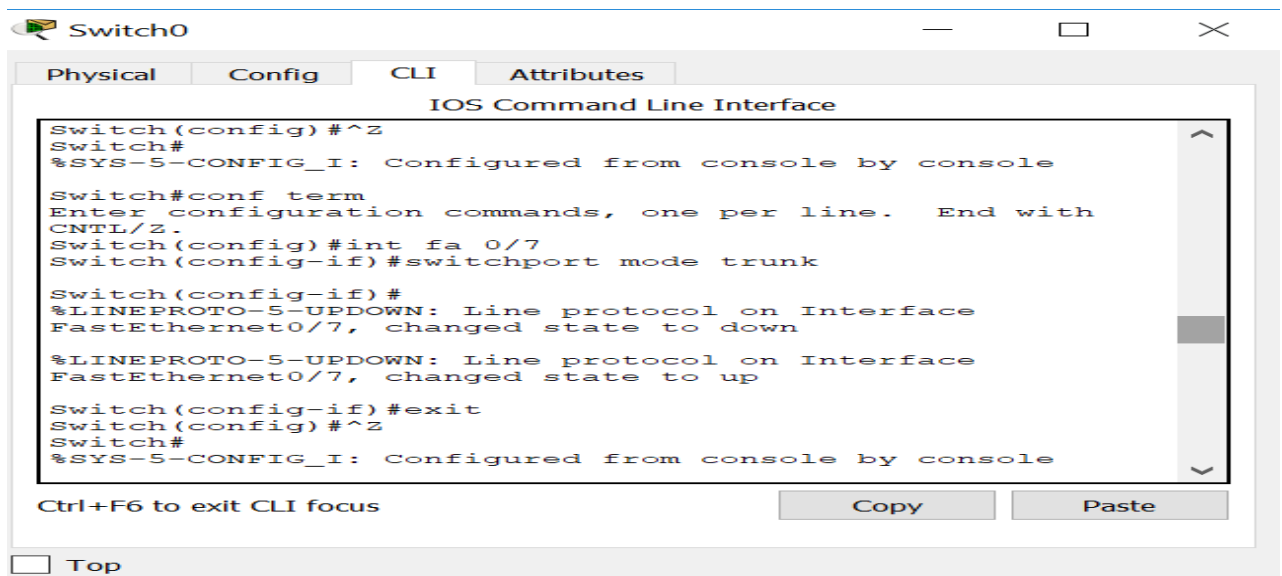 Switch0
Physical Config CLI Attributes
IOS Command Line Interface
Switch(config)#^Z
Switch#
%SYS-5-CONFIG_I: Configured from console by console
Switch#conf term
Enter configuration commands, one per line. End with
CNTL/Z.
Switch(config)#int fa 0/7
Switch(config-if)#switchport mode trunk
Switch(config-if)#
%LINEPROTO-5-UPDOWN: Line protocol on Interface
FastEthernet0/7, changed state to down
%LINEPROTO-5-UPDOWN: Line protocol on Interface
FastEthernet0/7, changed state to up
Switch(config-if)#exit
Switch(config)#^Z
Switch#
%SYS-5-CONFIG_I: Configured from console by console
Ctrl+F6 to exit CLI focus
Copy Paste
Top